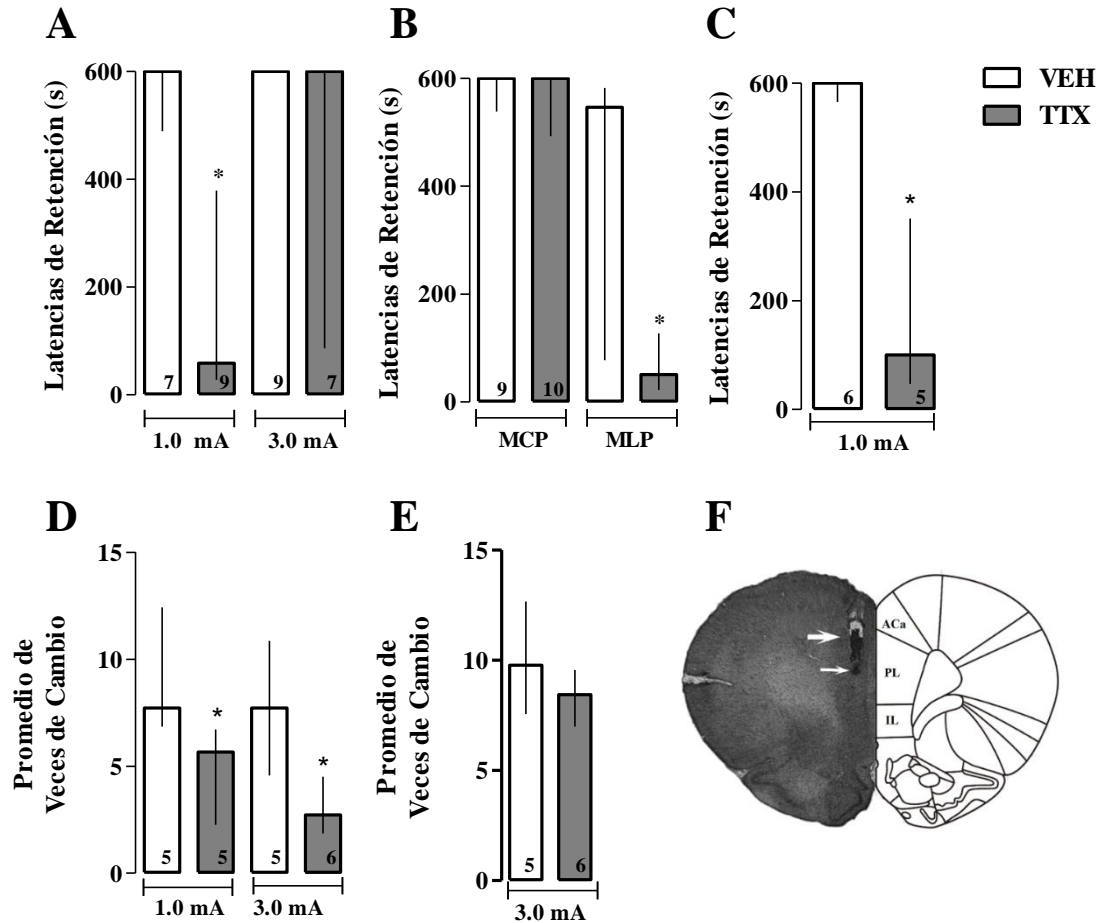 A
Latencias de Retención (s)
600
400
200
0
7
9
9
7
1.0 mA
3.0 mA
*
B
Latencias de Retención (s)
600
400
200
0
9
10
MCP
MLP
*
C
Latencias de Retención (s)
600
400
200
0
6
5
1.0 mA
*
VEH
TTX
D
Promedio de
Veces de Cambio
15
10
5
0
5
5
5
6
1.0 mA
3.0 mA
*
*
E
Promedio de
Veces de Cambio
15
10
5
0
5
6
3.0 mA
F
ACa
PL
IL